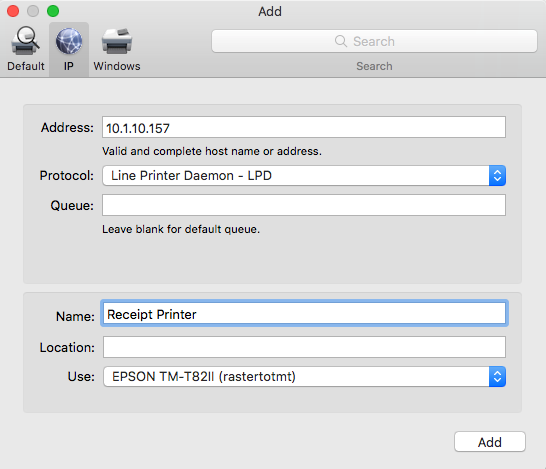 Add
Default IP Windows
Search
Search
Address: 10.1.10.157
Valid and complete host name or address.
Protocol: Line Printer Daemon - LPD
Queue:
Leave blank for default queue.
Name: Receipt Printer
Location:
Use: EPSON TM-T82II (rastertotmt)
Add